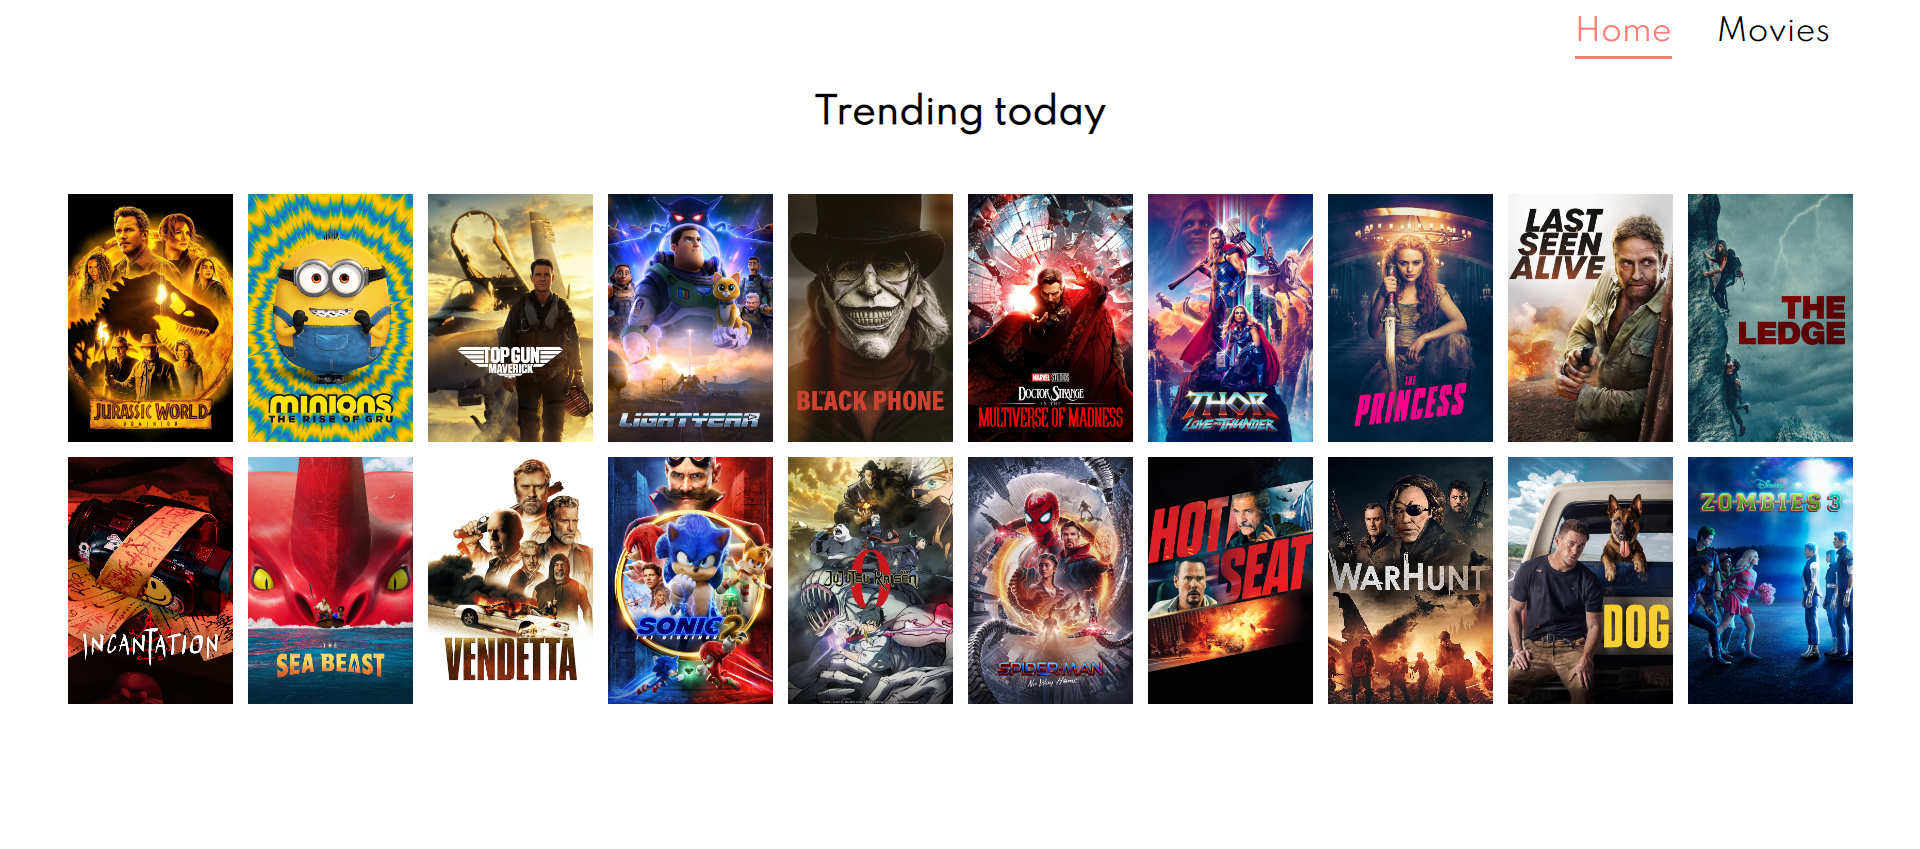 Home
Movies
Trending today
JURASSIC WORLD
DOMINION
minions
THE RISE OF GRU
TOP GUN
MAVERICK
LIGHTYEAR
BLACK PHONE
MARVEL STUDIOS
DOCTOR STRANGE
IN THE
MULTIVERSE OF MADNESS
THOR
LOVE AND THUNDER
THE
PRINCESS
LAST
SEEN
ALIVE
THE
LEDGE
INCANTATION
THE
SEA BEAST
VENDETTA
SONIC 2
THE HEDGEHOG
JUJUTSU KAISEN
0
SPIDER-MAN
No Way Home
HOT
SEAT
WARHUNT
DOG
Disney
ZOMBIES 3